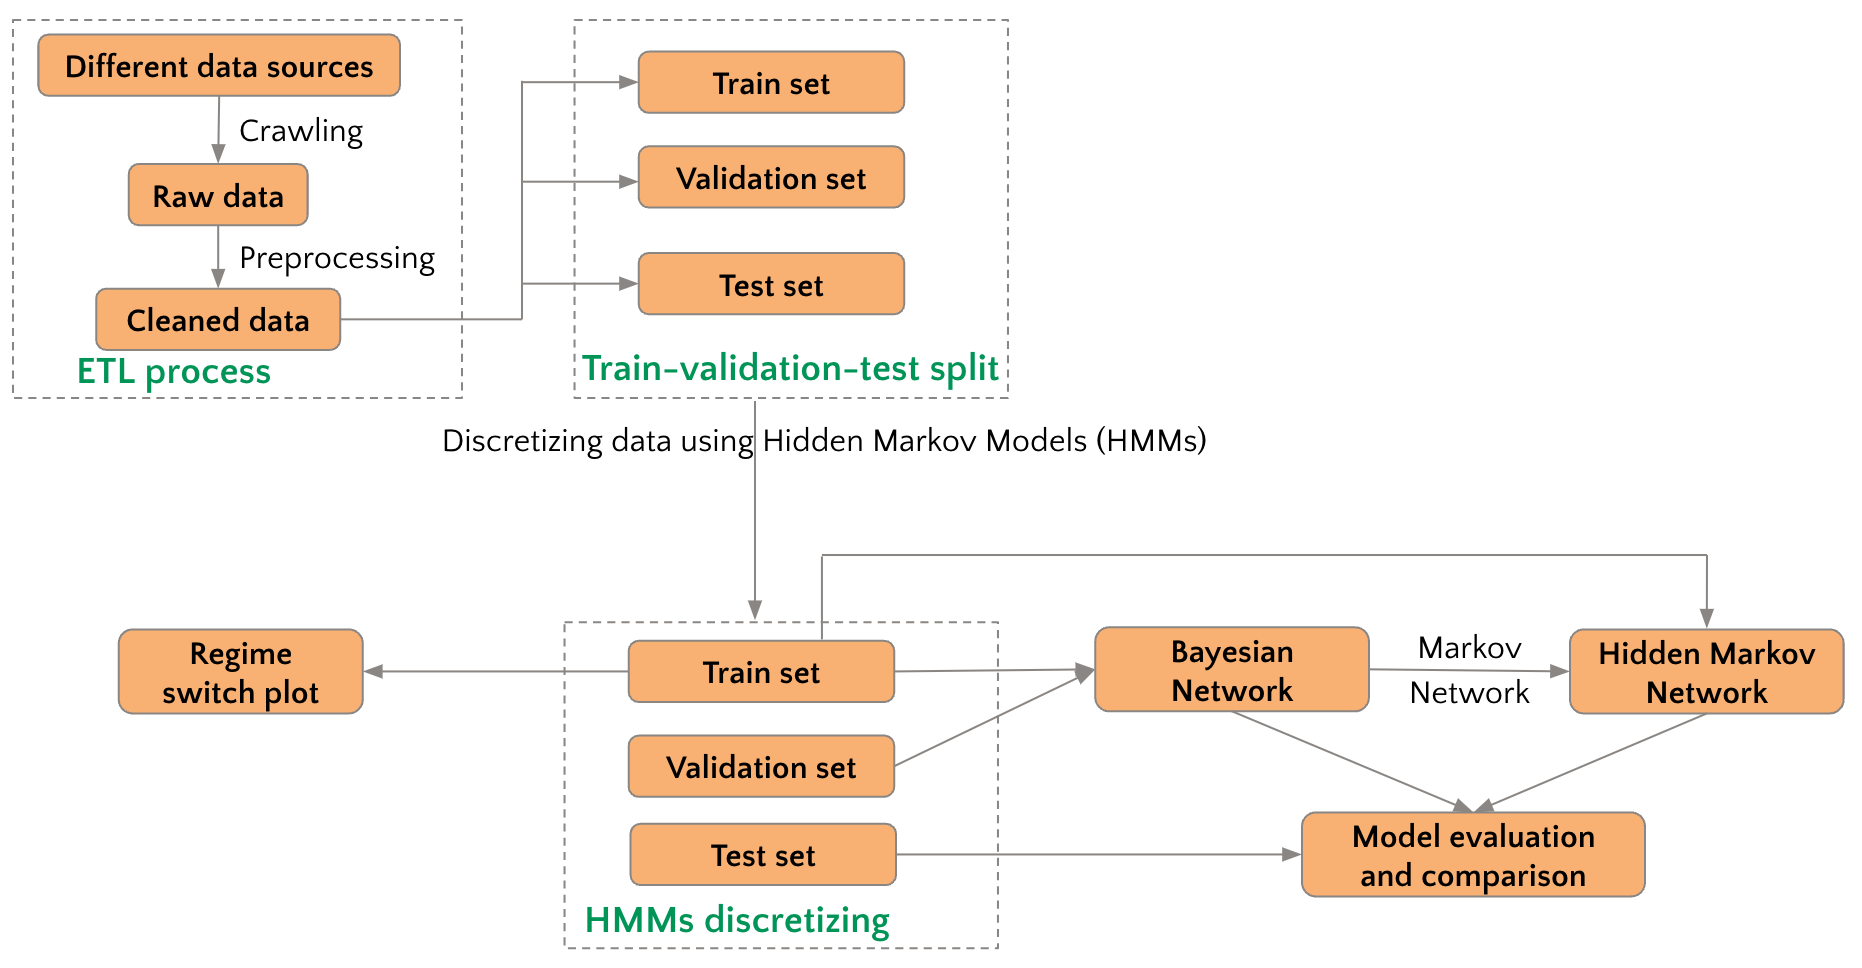 Different data sources
Crawling
Raw data
Preprocessing
Cleaned data
ETL process
Train set
Validation set
Test set
Train-validation-test split
Discretizing data using Hidden Markov Models (HMMs)
Regime
switch plot
Train set
Validation set
Test set
HMMs discretizing
Bayesian
Network
Markov
Network
Hidden Markov
Network
Model evaluation
and comparison